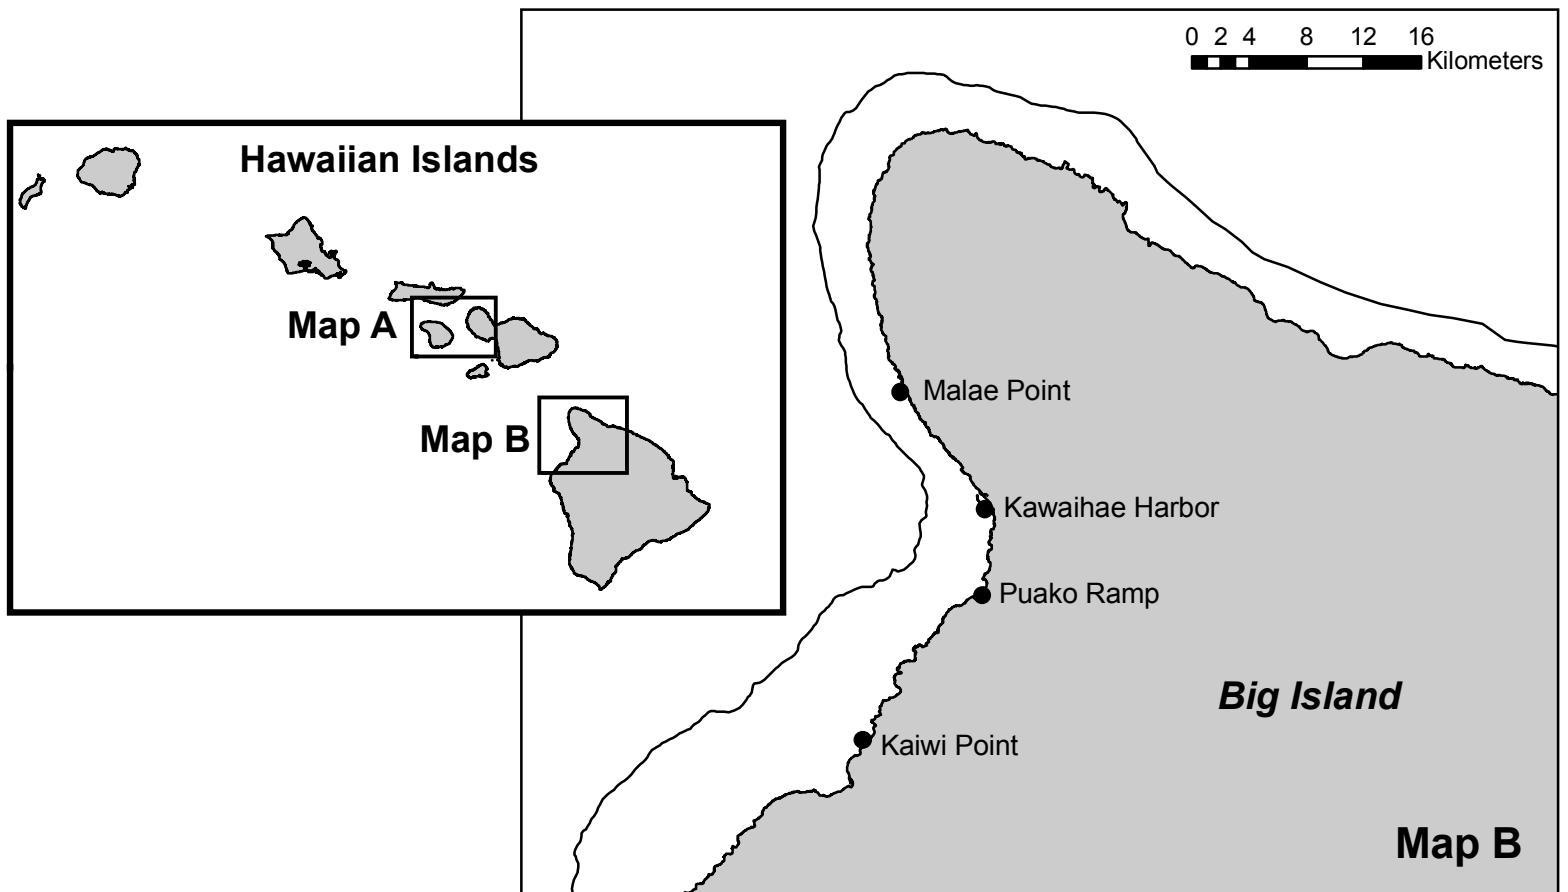 0 2 4 8 12 16
Kilometers
Hawaiian Islands
Map A
Map B
Malae Point
Kawaihae Harbor
Puako Ramp
Big Island
Kaiwi Point
Map B